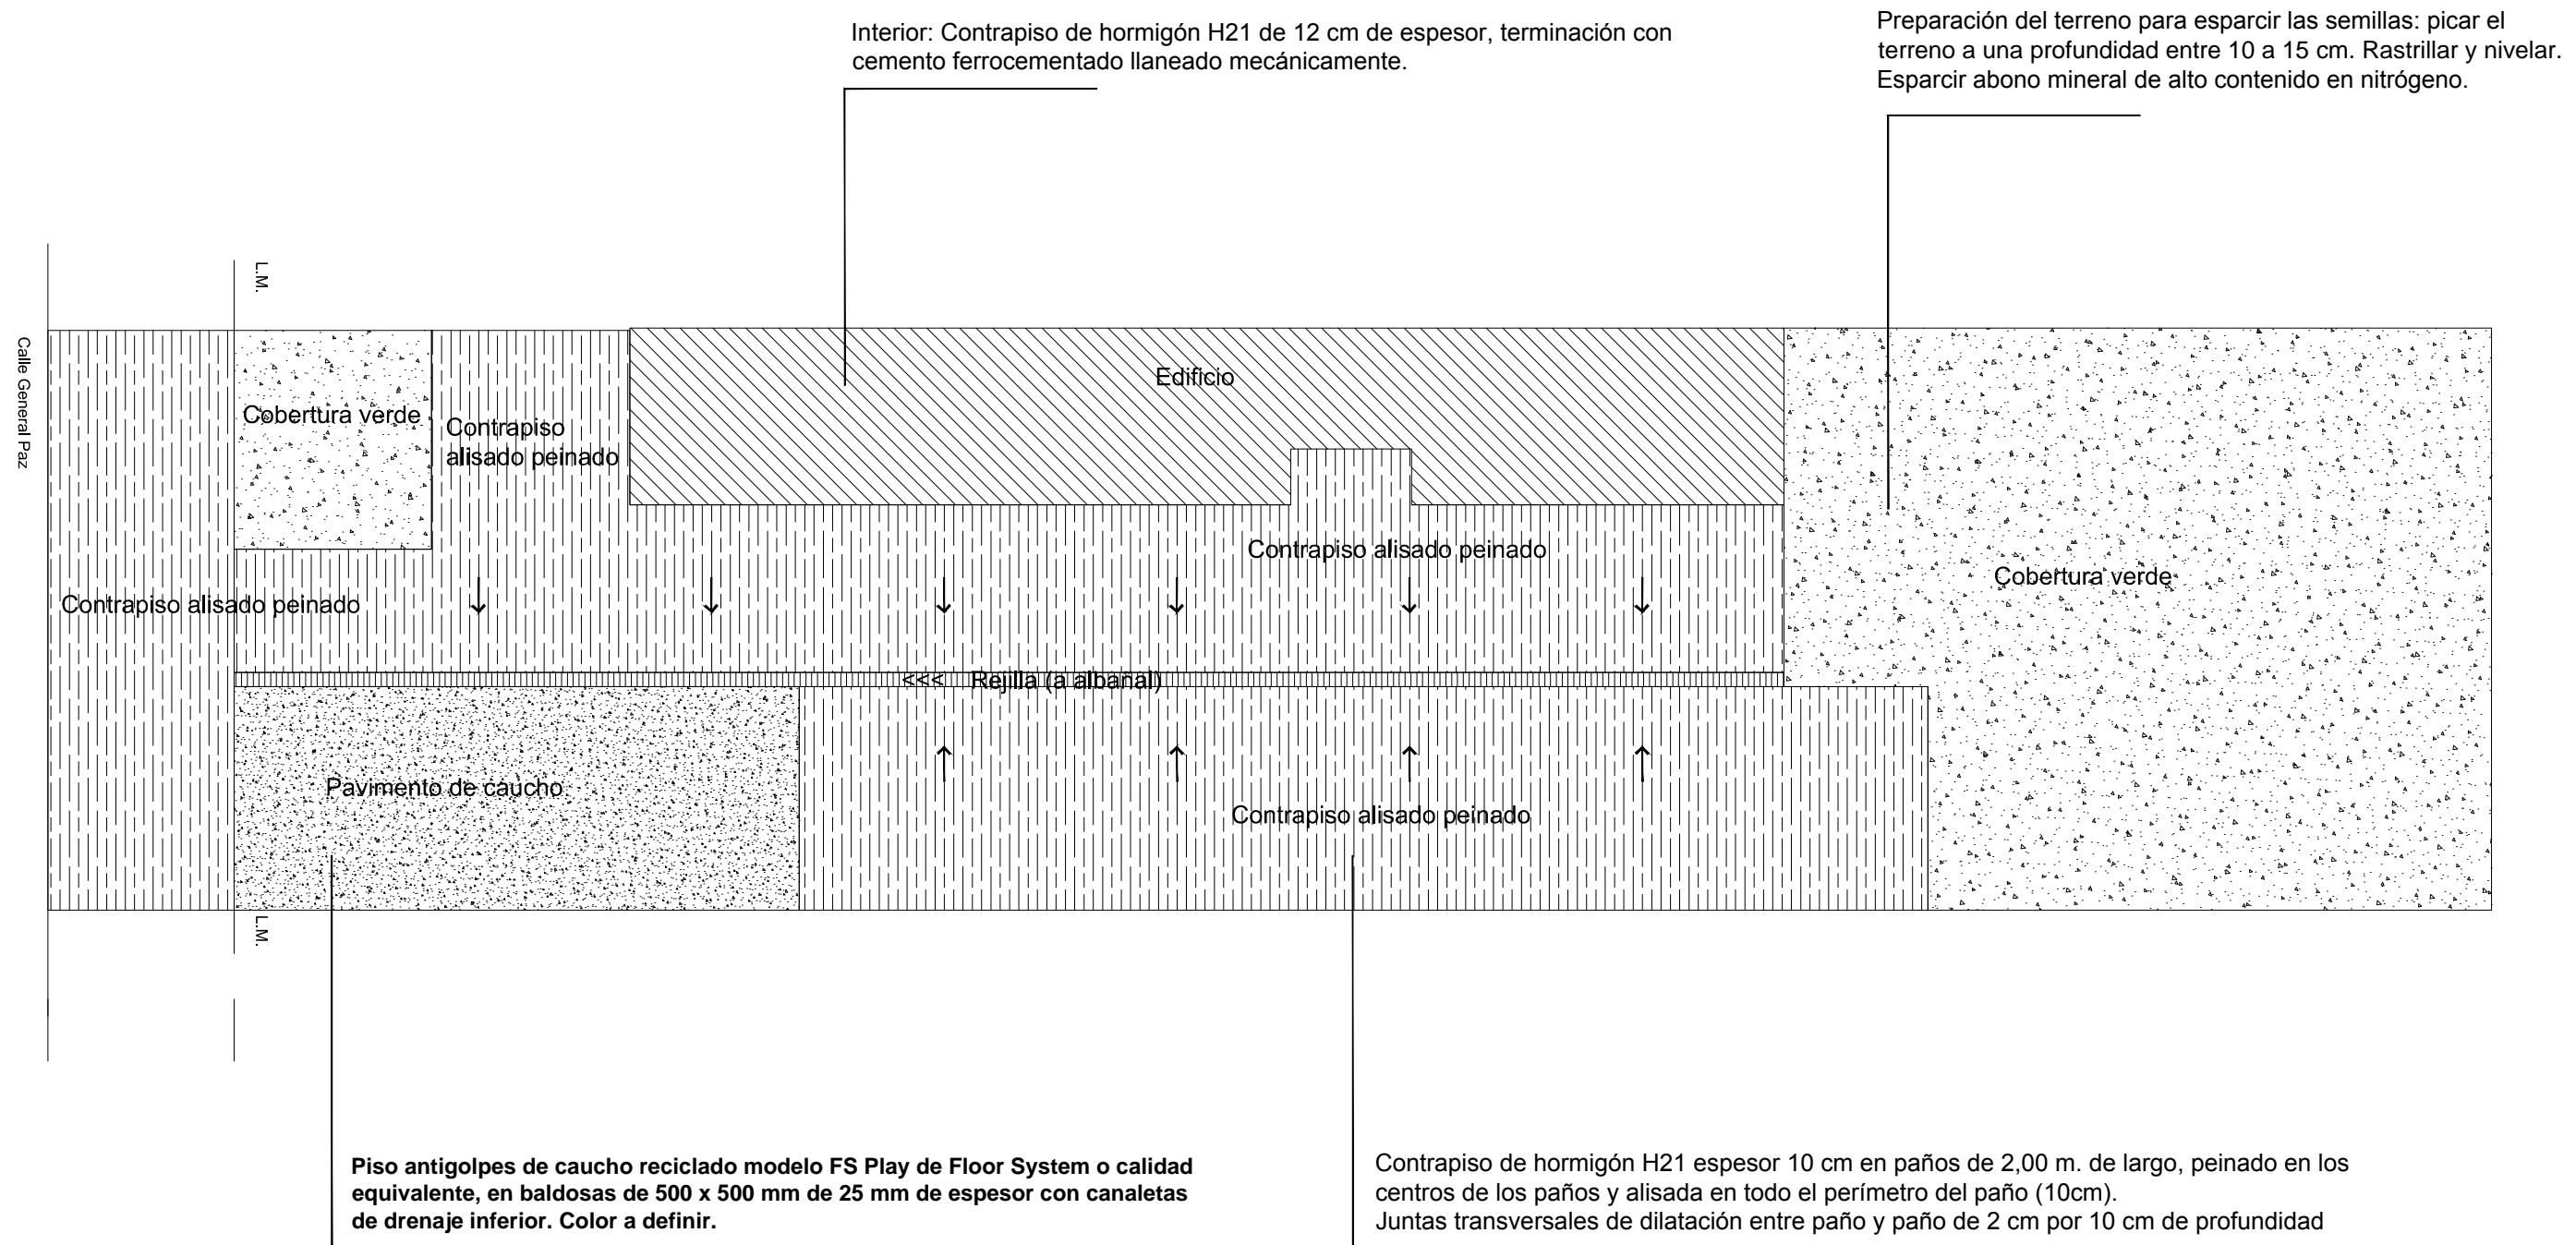 Interior: Contrapiso de hormigón H21 de 12 cm de espesor, terminación con
cemento ferrocementado llaneado mecánicamente.
Preparación del terreno para esparcir las semillas: picar el
terreno a una profundidad entre 10 a 15 cm. Rastrillar y nivelar.
Esparcir abono mineral de alto contenido en nitrógeno.
L.M.
Calle General Paz
Edificio
Cobertura verde
Contrapiso
alisado peinado
Contrapiso alisado peinado
Cobertura verde
Contrapiso alisado peinado
<<< Rejilla (a albañal)
Pavimento de caucho
Contrapiso alisado peinado
L.M.
Piso antigolpes de caucho reciclado modelo FS Play de Floor System o calidad
equivalente, en baldosas de 500 x 500 mm de 25 mm de espesor con canaletas
de drenaje inferior. Color a definir.
Contrapiso de hormigón H21 espesor 10 cm en paños de 2,00 m. de largo, peinado en los
centros de los paños y alisada en todo el perímetro del paño (10cm).
Juntas transversales de dilatación entre paño y paño de 2 cm por 10 cm de profundidad